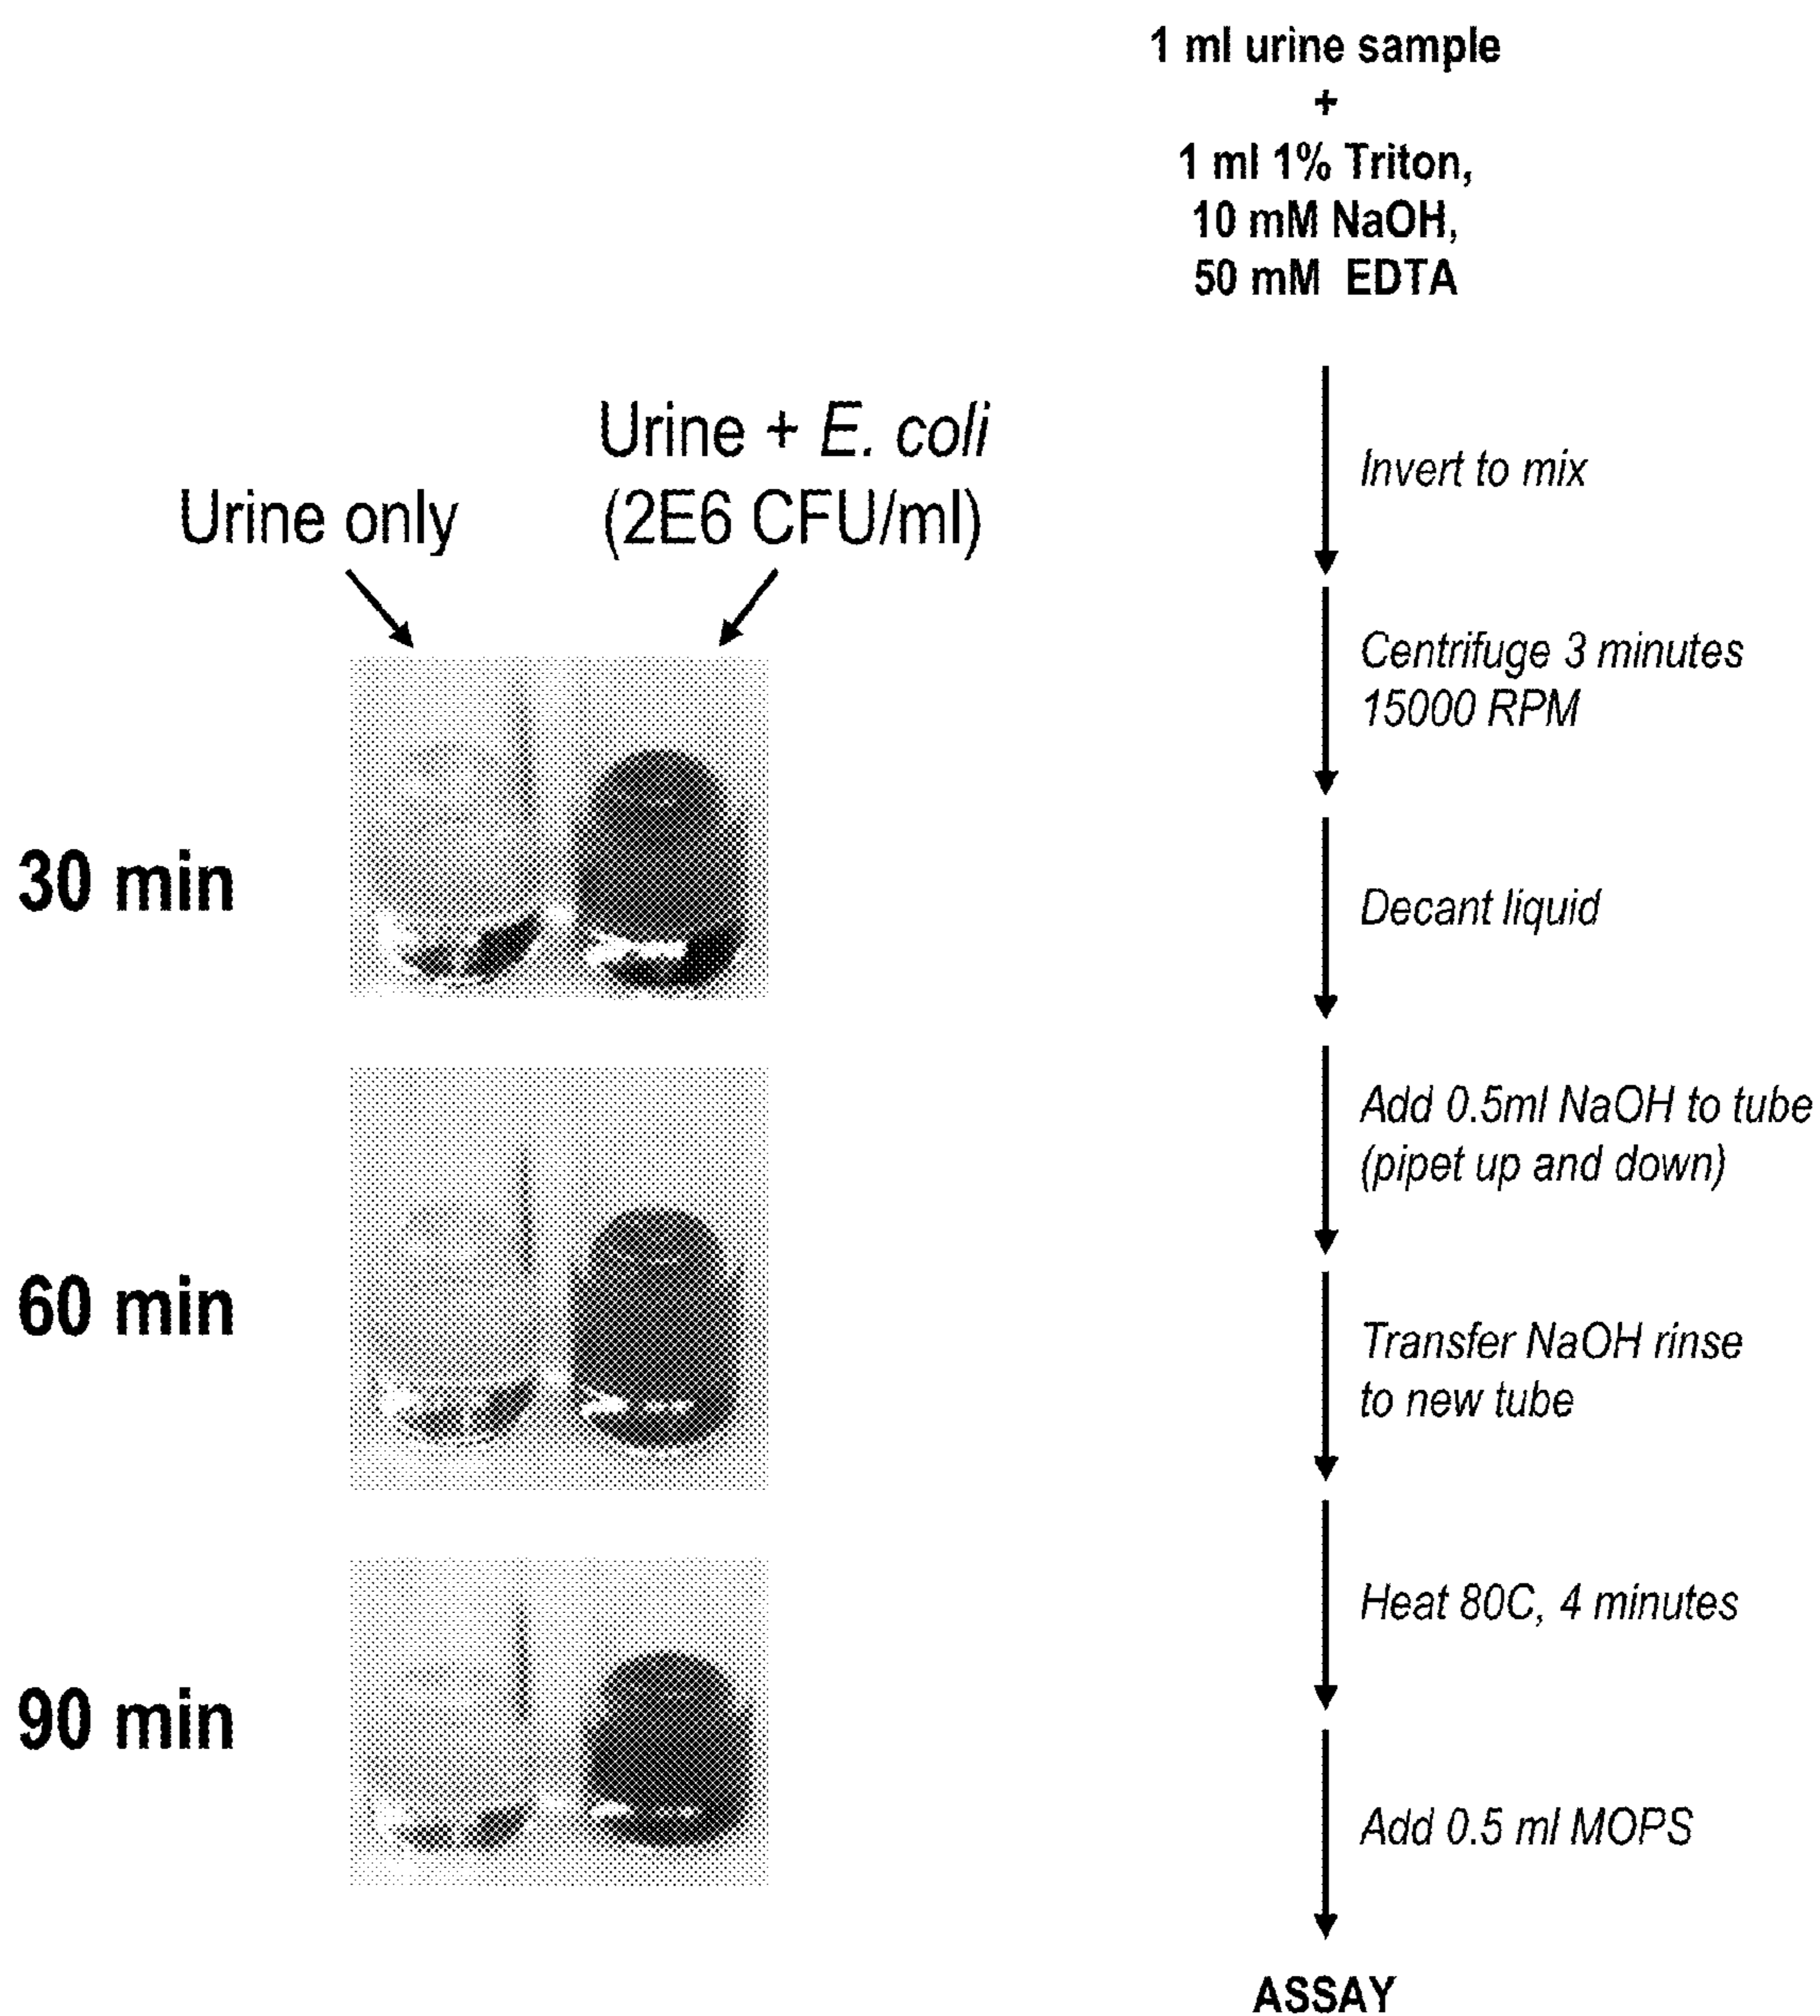 Urine only
Urine + E. coli
(2E6 CFU/ml)
30 min
60 min
90 min
1 ml urine sample
+
1 ml 1% Triton,
10 mM NaOH,
50 mM EDTA
Invert to mix
Centrifuge 3 minutes
15000 RPM
Decant liquid
Add 0.5ml NaOH to tube
(pipet up and down)
Transfer NaOH rinse
to new tube
Heat 80C, 4 minutes
Add 0.5 ml MOPS
ASSAY